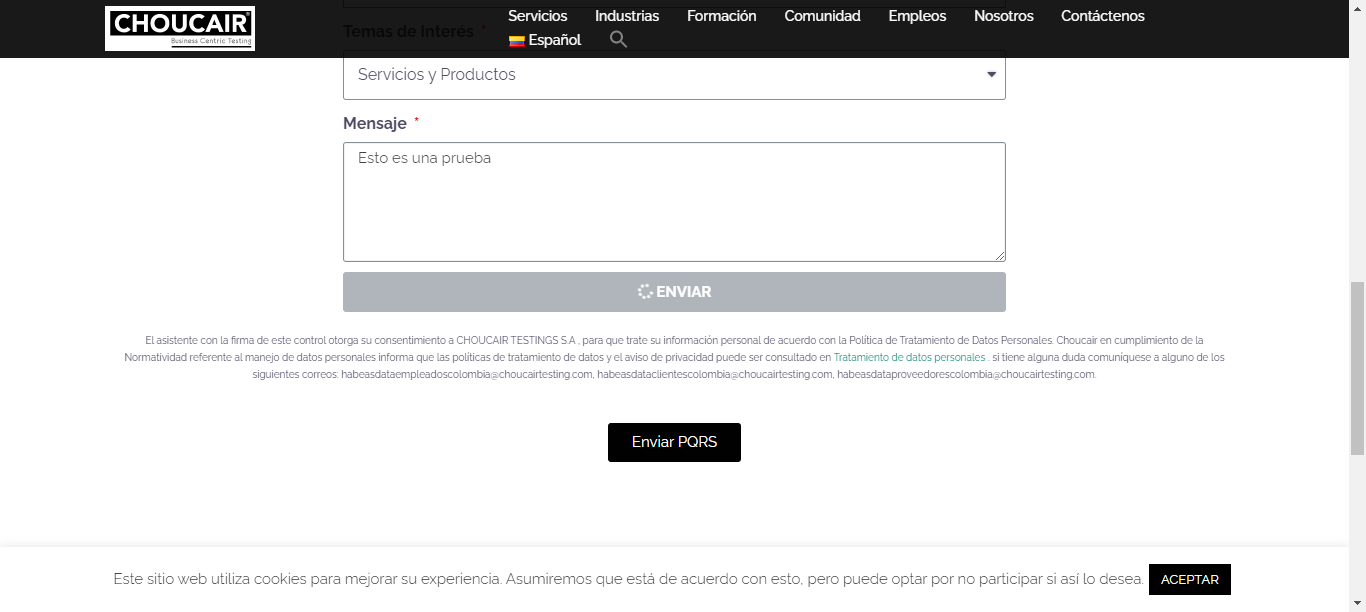 CHOUCAIR®
Business Centric Testing
Servicios Industrias Formación Comunidad Empleos Nosotros Contáctenos
Español
Temas de Interés *
Servicios y Productos
Mensaje *
Esto es una prueba
ENVIAR
El asistente con la firma de este control otorga su consentimiento a CHOUCAIR TESTINGS S.A , para que trate su información personal de acuerdo con la Política de Tratamiento de Datos Personales. Choucair en cumplimiento de la
Normatividad referente al manejo de datos personales informa que las políticas de tratamiento de datos y el aviso de privacidad puede ser consultado en Tratamiento de datos personales . si tiene alguna duda comuníquese a alguno de los
siguientes correos: habeasdataempleadoscolombia@choucairtesting.com, habeasdataclientescolombia@choucairtesting.com, habeasdataproveedorescolombia@choucairtesting.com.
Enviar PQRS
Este sitio web utiliza cookies para mejorar su experiencia. Asumiremos que está de acuerdo con esto, pero puede optar por no participar si así lo desea. ACEPTAR